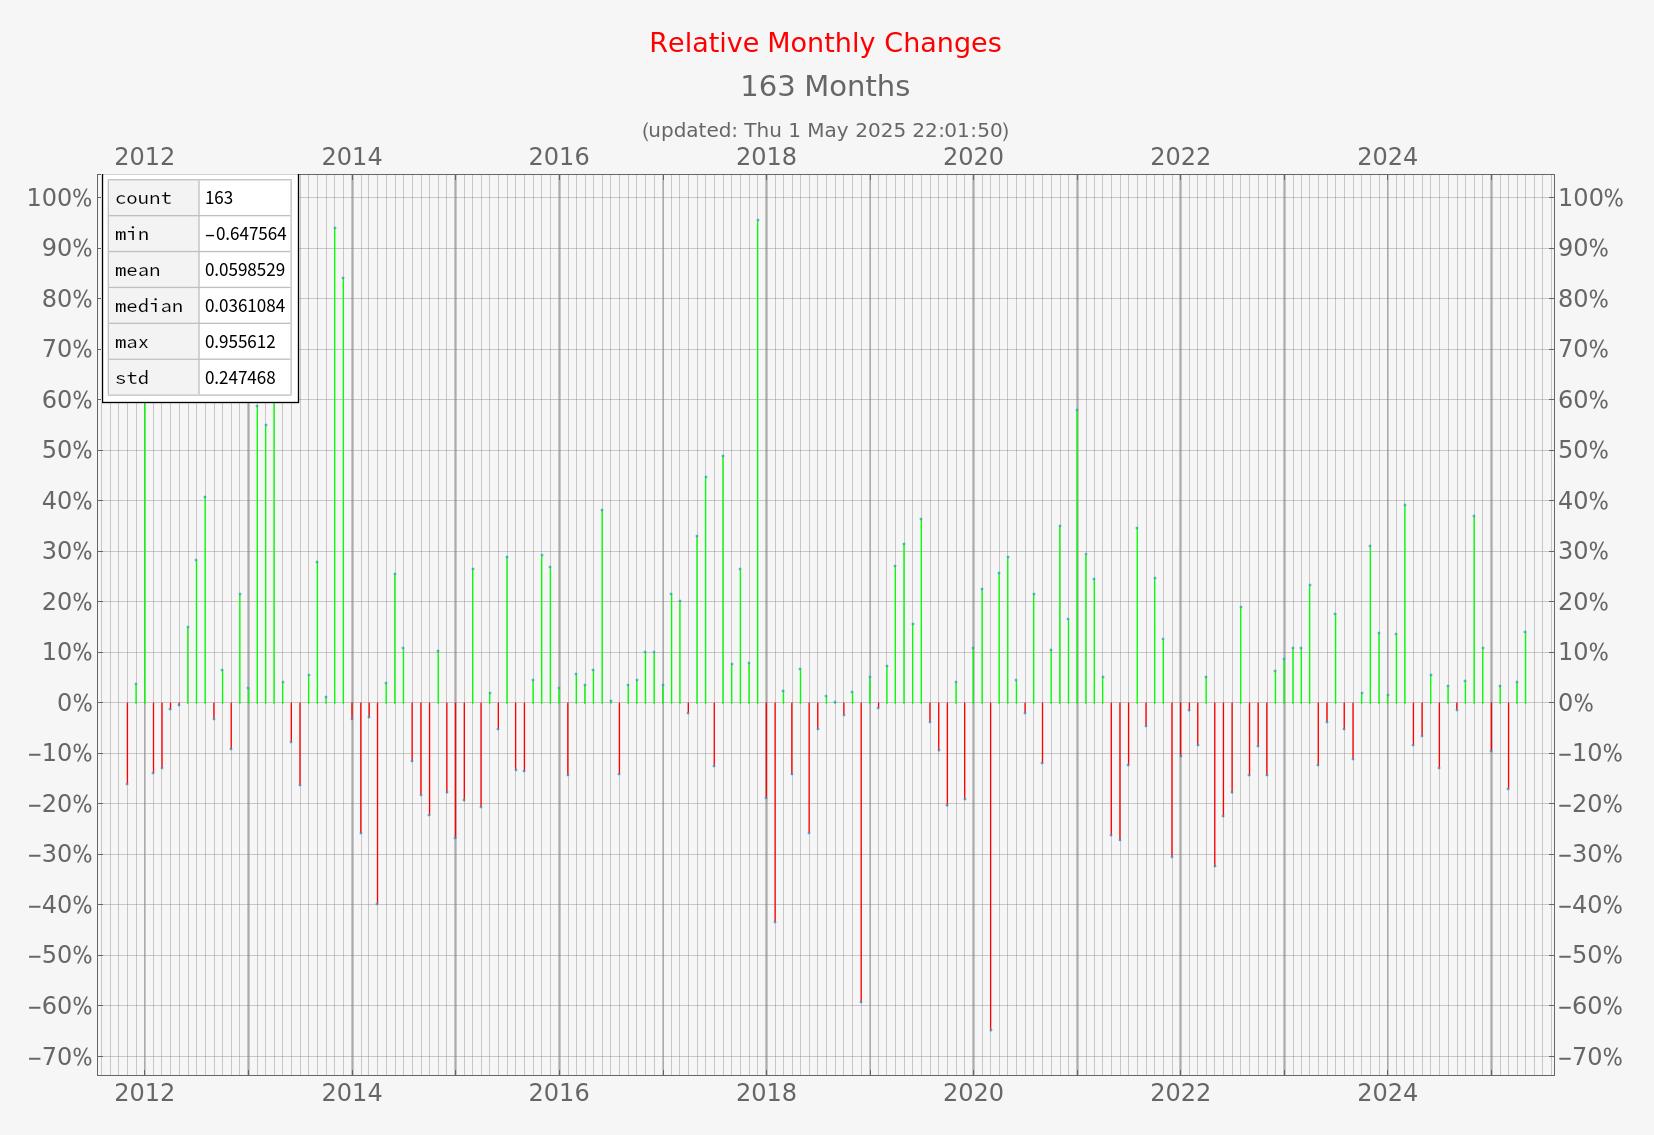 Relative Monthly Changes
163 Months
(updated: Thu 1 May 2025 22:01:50)
2012 2014 2016 2018 2020 2022 2024
count 163
min −0.647564
mean 0.0598529
median 0.0361084
max 0.955612
std 0.247468
100% 100%
90% 90%
80% 80%
70% 70%
60% 60%
50% 50%
40% 40%
30% 30%
20% 20%
10% 10%
0% 0%
−10% −10%
−20% −20%
−30% −30%
−40% −40%
−50% −50%
−60% −60%
−70% −70%
2012 2014 2016 2018 2020 2022 2024